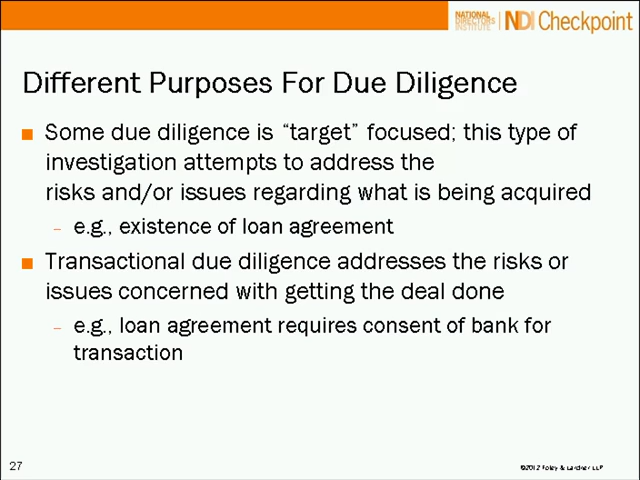 NATIONAL
DIRECTORS
INSTITUTE
NDI Checkpoint
Different Purposes For Due Diligence
Some due diligence is “target” focused; this type of
investigation attempts to address the
risks and/or issues regarding what is being acquired
– e.g., existence of loan agreement
Transactional due diligence addresses the risks or
issues concerned with getting the deal done
– e.g., loan agreement requires consent of bank for
transaction
27
©2012 Foley & Lardner LLP